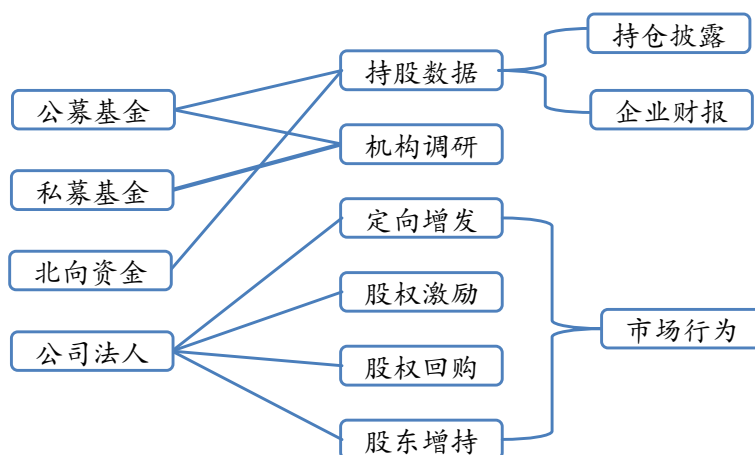 公募基金
私募基金
北向资金
公司法人
持股数据
机构调研
定向增发
股权激励
股权回购
股东增持
持仓披露
企业财报
市场行为